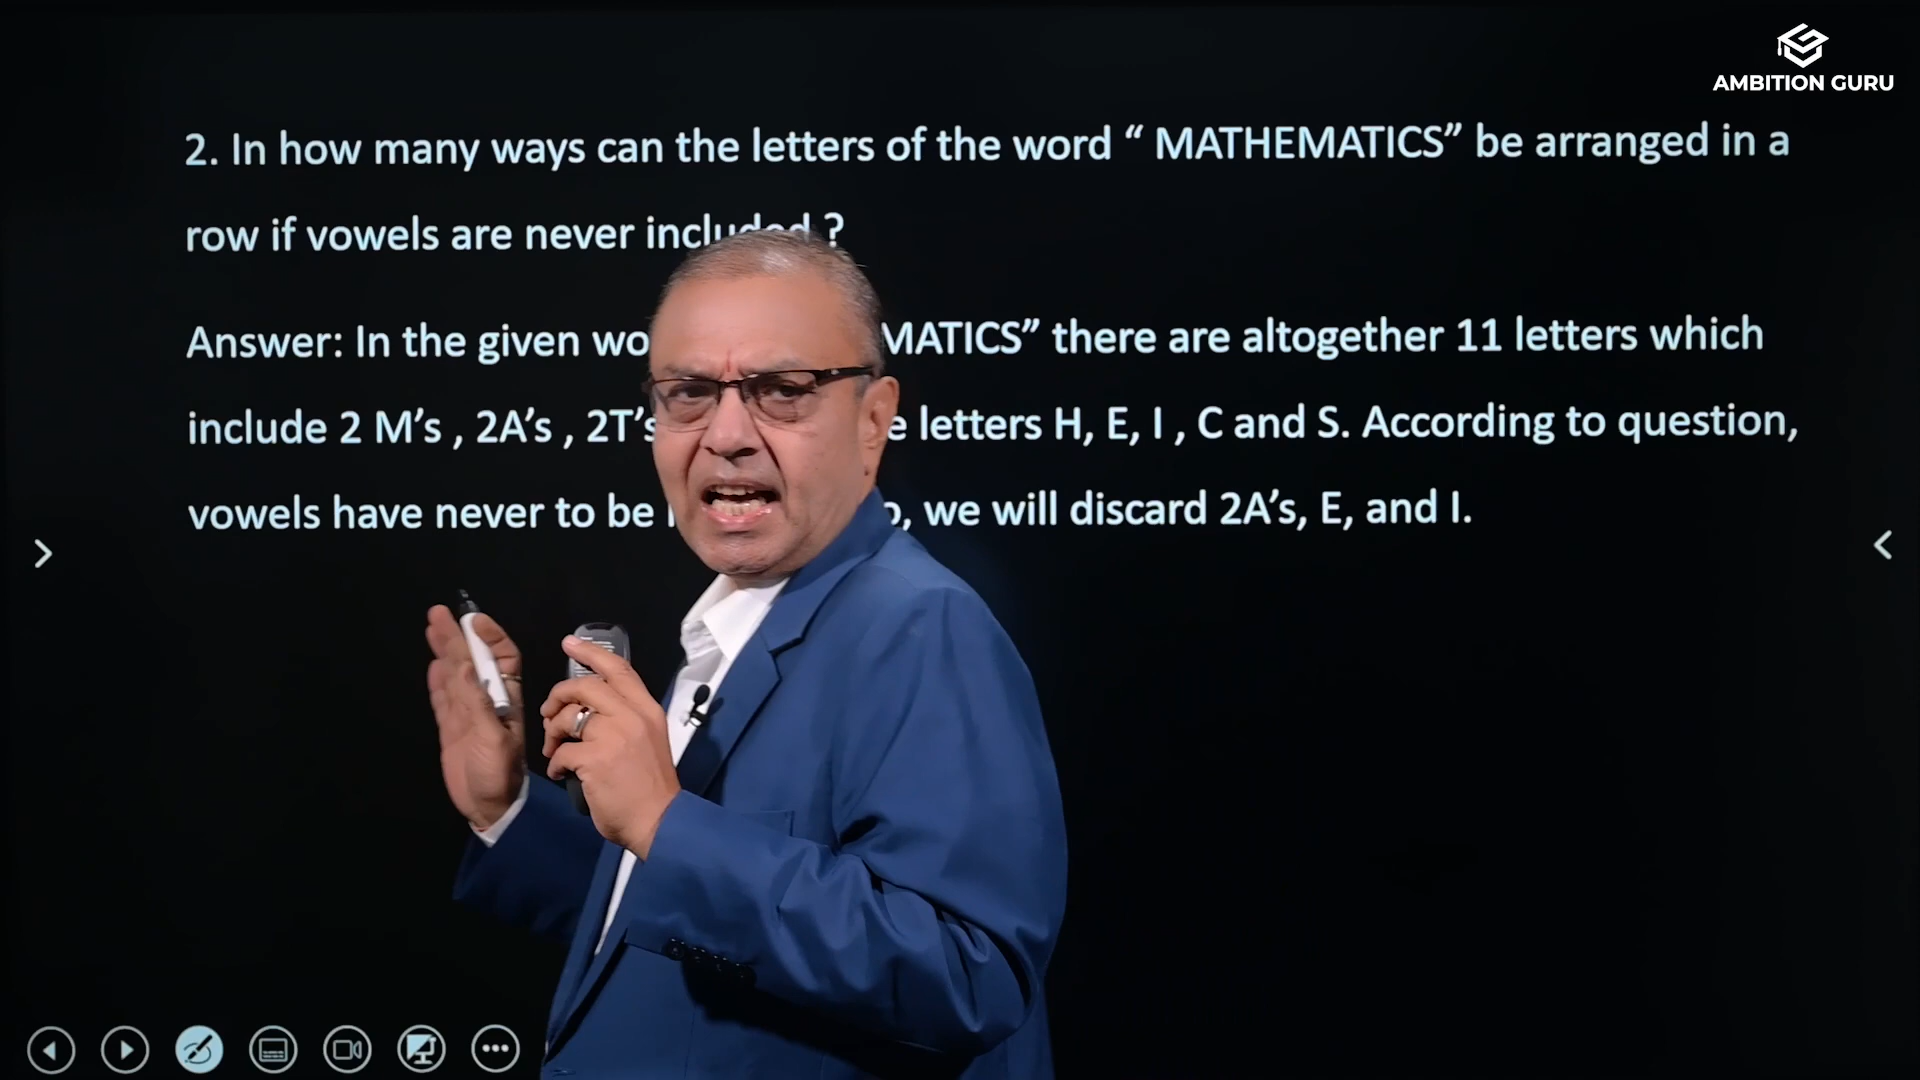 AMBITION GURU
2. In how many ways can the letters of the word “ MATHEMATICS” be arranged in a
row if vowels are never included ?
Answer: In the given wo MATICS” there are altogether 11 letters which
include 2 M’s , 2A’s , 2T’s e letters H, E, I , C and S. According to question,
vowels have never to be o, we will discard 2A’s, E, and I.